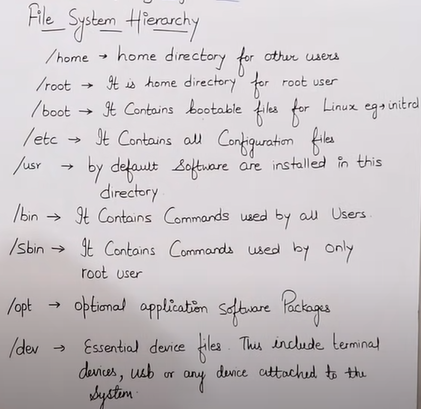 File System Hierarchy
/home → home directory for other users
/root → It is home directory for root user
/boot → It Contains bootable files for Linux eg→initrd
/etc → It Contains all Configuration files
/usr → by default Software are installed in this
directory
/bin → It Contains Commands used by all Users
/Sbin → It Contains Commands used by only
root user
/opt → optional application Software Packages
/dev → Essential device files. This include terminal
devices, usb or any device attached to the
System.